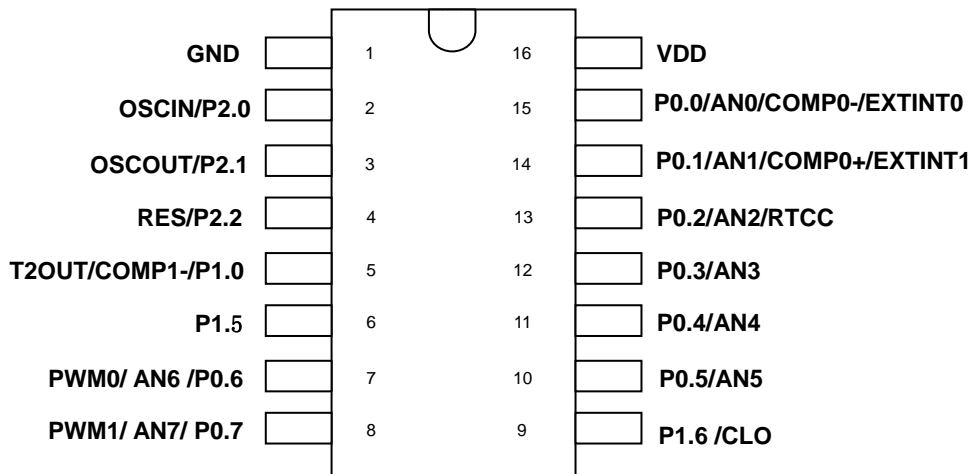 GND 1 16 VDD
OSCIN/P2.0 2 15 P0.0/AN0/COMP0-/EXTINT0
OSCOUT/P2.1 3 14 P0.1/AN1/COMP0+/EXTINT1
RES/P2.2 4 13 P0.2/AN2/RTCC
T2OUT/COMP1-/P1.0 5 12 P0.3/AN3
P1.5 6 11 P0.4/AN4
PWM0/ AN6 /P0.6 7 10 P0.5/AN5
PWM1/ AN7/ P0.7 8 9 P1.6 /CLO